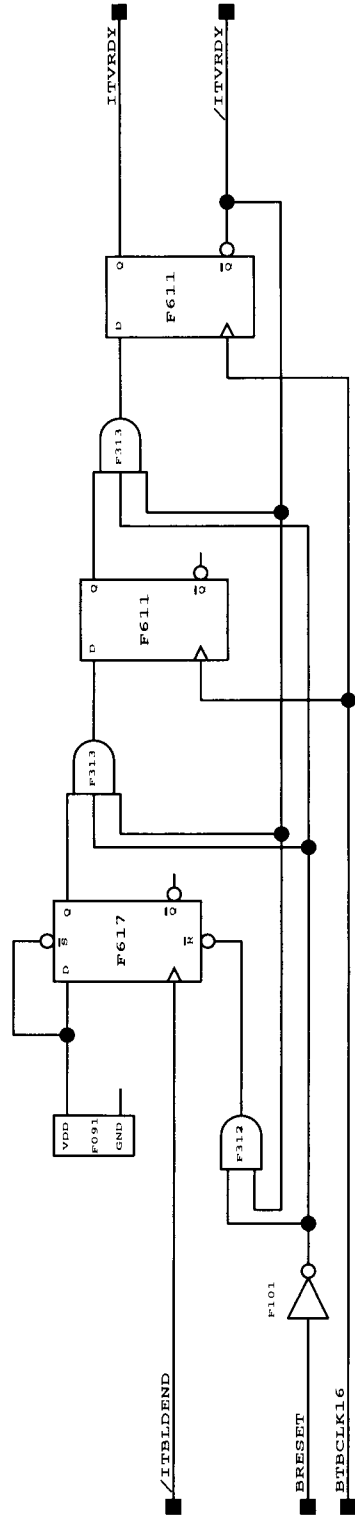 VDD
F091
GND
D
Q
S
F617
Q
R
F313
D
Q
F611
Q
F313
D
Q
F611
Q
ITVRDY
/ITVRDY
/ITBLDEND
F312
F101
BRESET
BTBCLK16